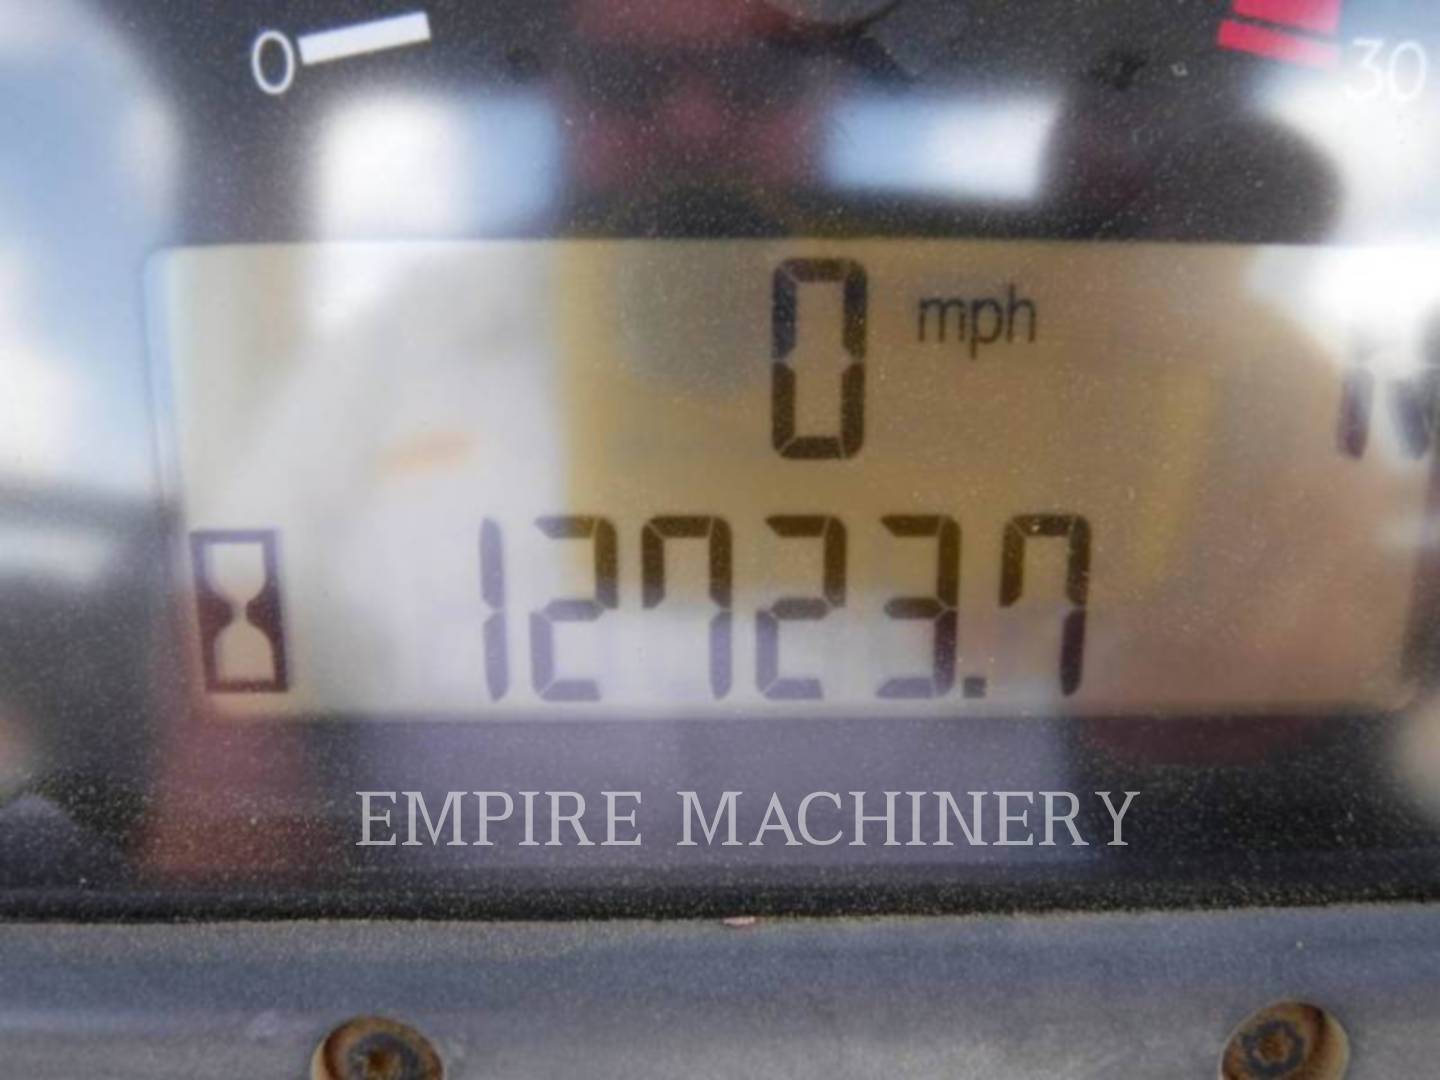 0 30
0 mph
12723.7
EMPIRE MACHINERY